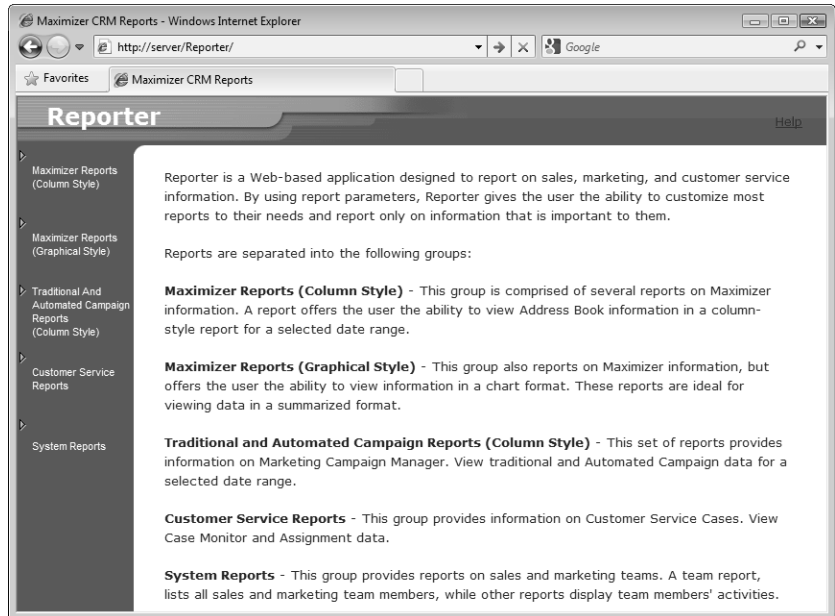 Maximizer CRM Reports - Windows Internet Explorer
http://server/Reporter/
Google
Favorites
Maximizer CRM Reports
Reporter
Help
Maximizer Reports
(Column Style)
Maximizer Reports
(Graphical Style)
Traditional And
Automated Campaign
Reports
(Column Style)
Customer Service
Reports
System Reports
Reporter is a Web-based application designed to report on sales, marketing, and customer service
information. By using report parameters, Reporter gives the user the ability to customize most
reports to their needs and report only on information that is important to them.
Reports are separated into the following groups:
Maximizer Reports (Column Style) - This group is comprised of several reports on Maximizer
information. A report offers the user the ability to view Address Book information in a column-
style report for a selected date range.
Maximizer Reports (Graphical Style) - This group also reports on Maximizer information, but
offers the user the ability to view information in a chart format. These reports are ideal for
viewing data in a summarized format.
Traditional and Automated Campaign Reports (Column Style) - This set of reports provides
information on Marketing Campaign Manager. View traditional and Automated Campaign data for a
selected date range.
Customer Service Reports - This group provides information on Customer Service Cases. View
Case Monitor and Assignment data.
System Reports - This group provides reports on sales and marketing teams. A team report,
lists all sales and marketing team members, while other reports display team members' activities.